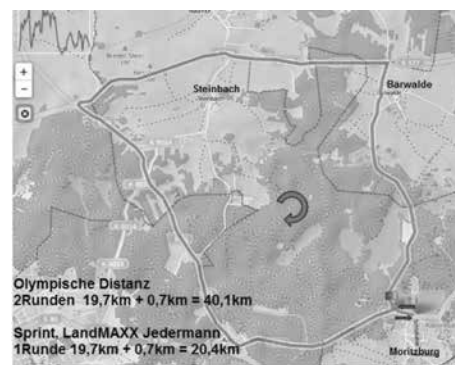 Steinbach
Bärwalde
Olympische Distanz
2Runden 19,7km + 0,7km = 40,1km
Sprint, LandMAXX Jedermann
1Runde 19,7km + 0,7km = 20,4km
Moritzburg